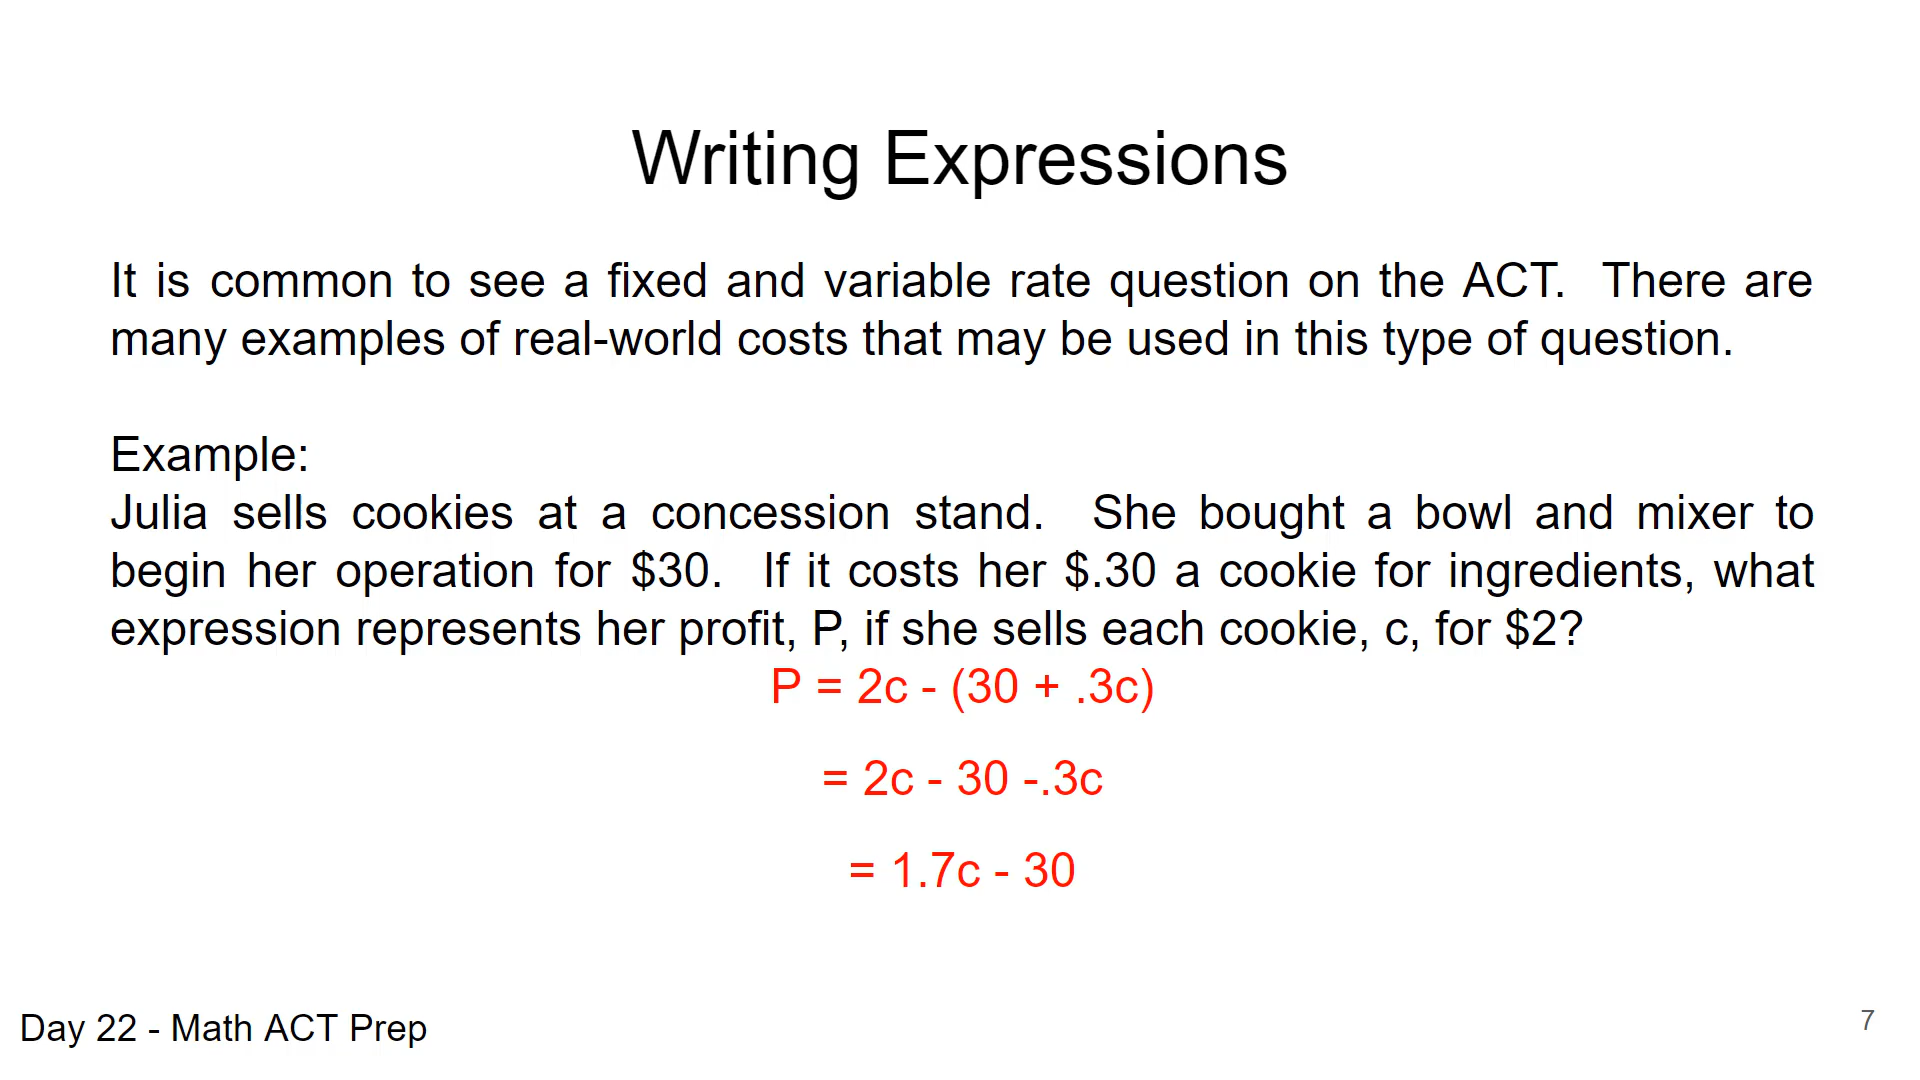 Writing Expressions
It is common to see a fixed and variable rate question on the ACT.  There are
many examples of real-world costs that may be used in this type of question.
Example:
Julia sells cookies at a concession stand.  She bought a bowl and mixer to
begin her operation for $30.  If it costs her $.30 a cookie for ingredients, what
expression represents her profit, P, if she sells each cookie, c, for $2?
P = 2c - (30 + .3c)
= 2c - 30 -.3c
= 1.7c - 30
Day 22 - Math ACT Prep
7